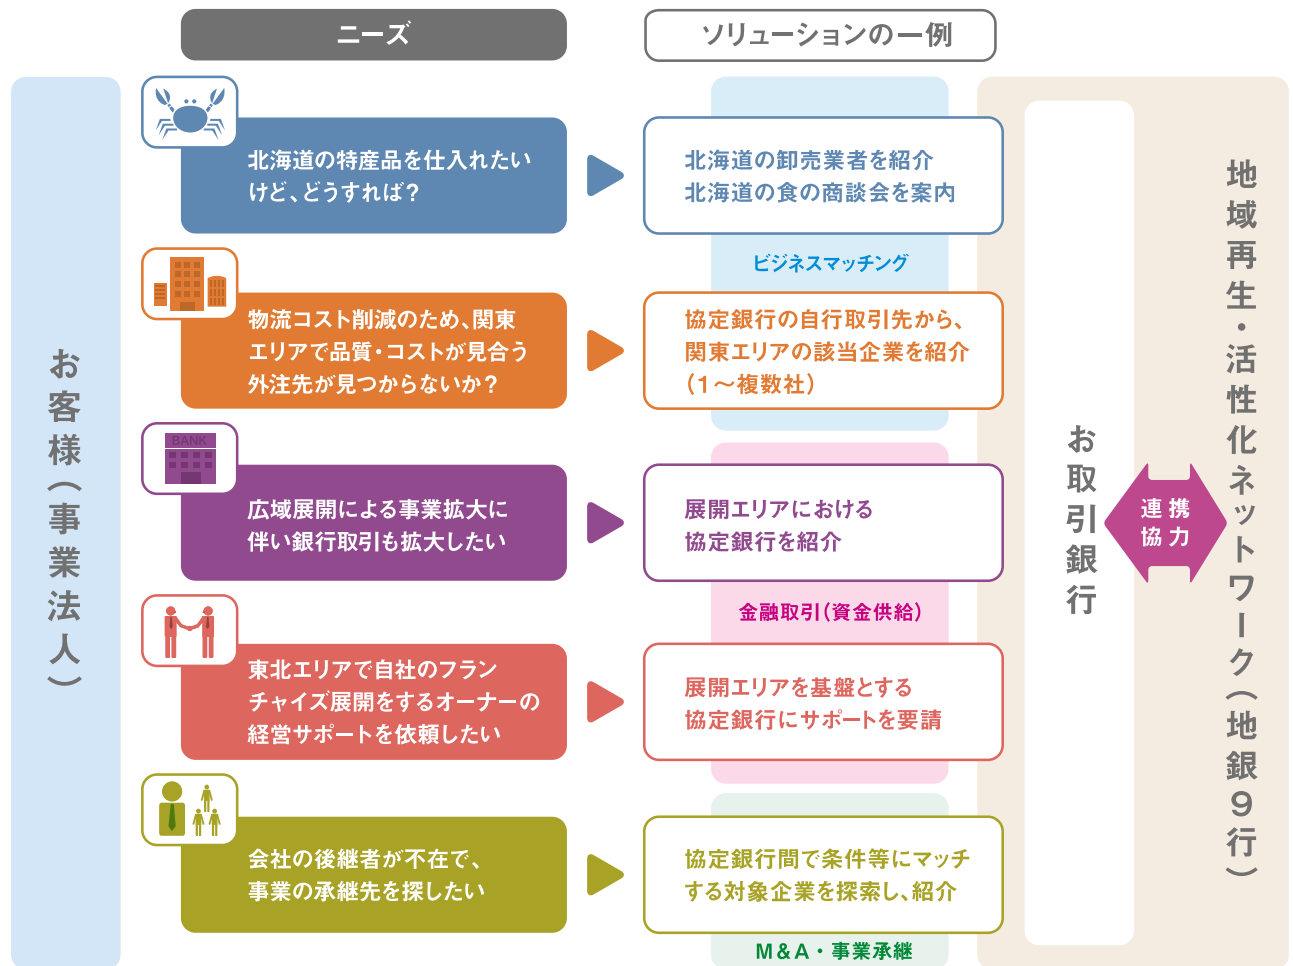 ニーズ
ソリューションの一例
お客様（事業法人）
北海道の特産品を仕入れたい
けど、どうすれば？
北海道の卸売業者を紹介
北海道の食の商談会を案内
ビジネスマッチング
物流コスト削減のため、関東
エリアで品質・コストが見合う
外注先が見つからないか？
協定銀行の自行取引先から、
関東エリアの該当企業を紹介
（１〜複数社）
BANK
広域展開による事業拡大に
伴い銀行取引も拡大したい
展開エリアにおける
協定銀行を紹介
金融取引（資金供給）
東北エリアで自社のフラン
チャイズ展開をするオーナーの
経営サポートを依頼したい
展開エリアを基盤とする
協定銀行にサポートを要請
会社の後継者が不在で、
事業の承継先を探したい
協定銀行間で条件等にマッチ
する対象企業を探索し、紹介
M＆A・事業承継
お取引銀行
連携
協力
地域再生・活性化ネットワーク（地銀９行）